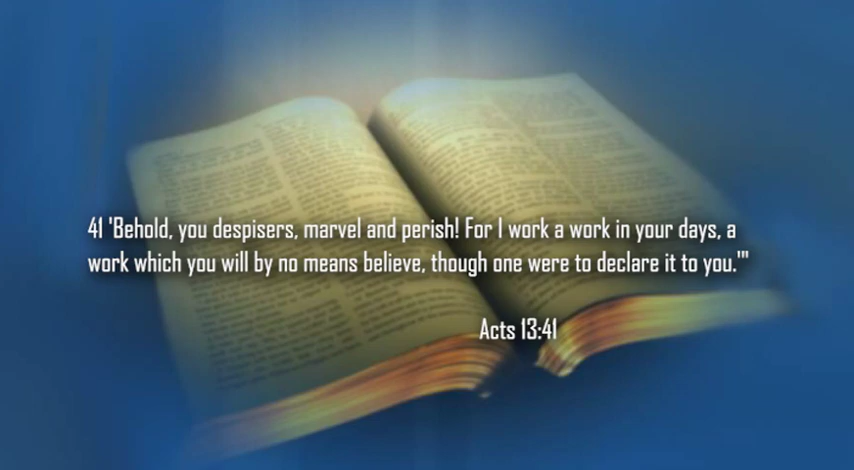 41 'Behold, you despisers, marvel and perish! For I work a work in your days, a
work which you will by no means believe, though one were to declare it to you.'"
Acts 13:41